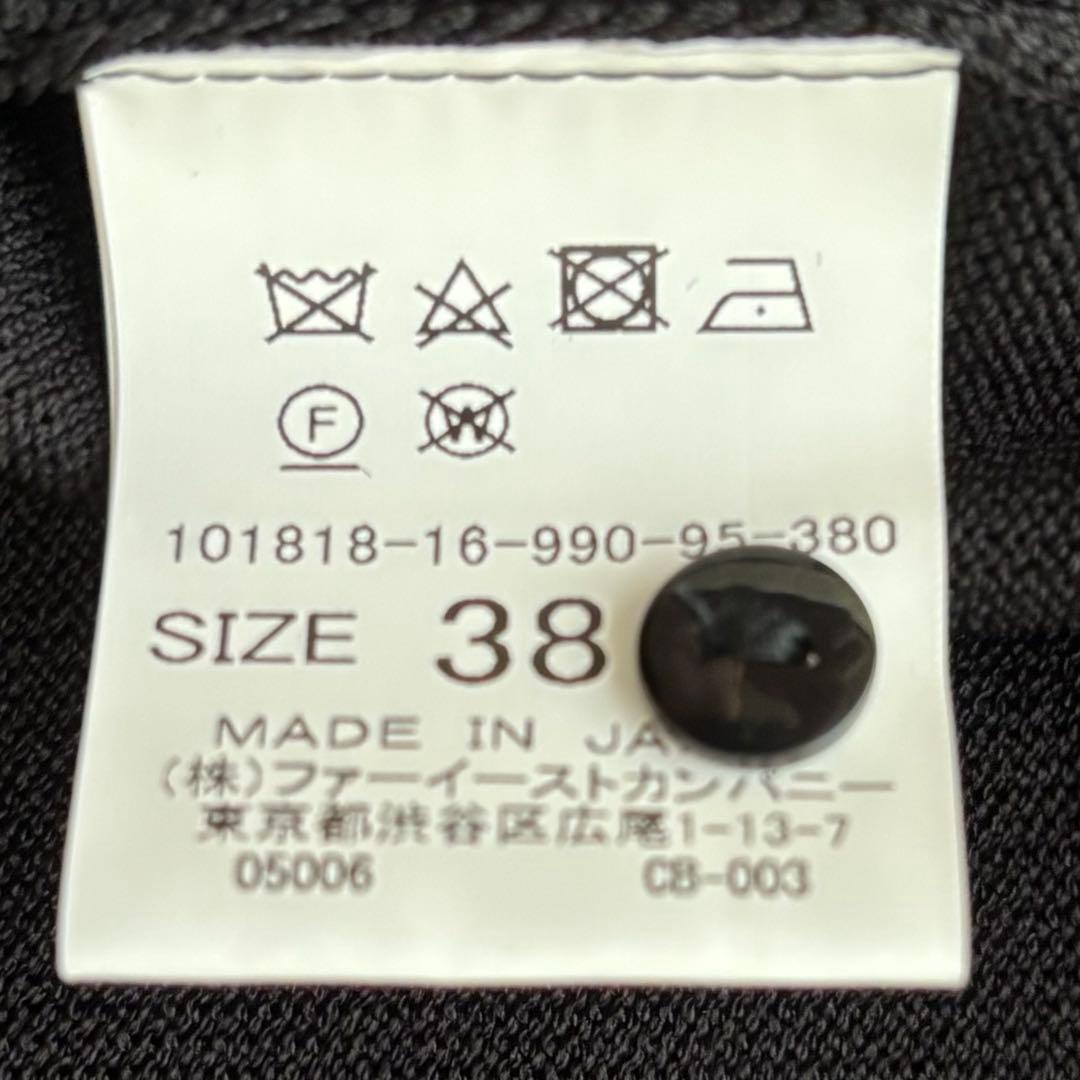 F W
101818-16-990-95-380
SIZE 38
MADE IN
(株)ファーイーストカンパニー
東京都渋谷区広尾1-13-7
05006 CB-003